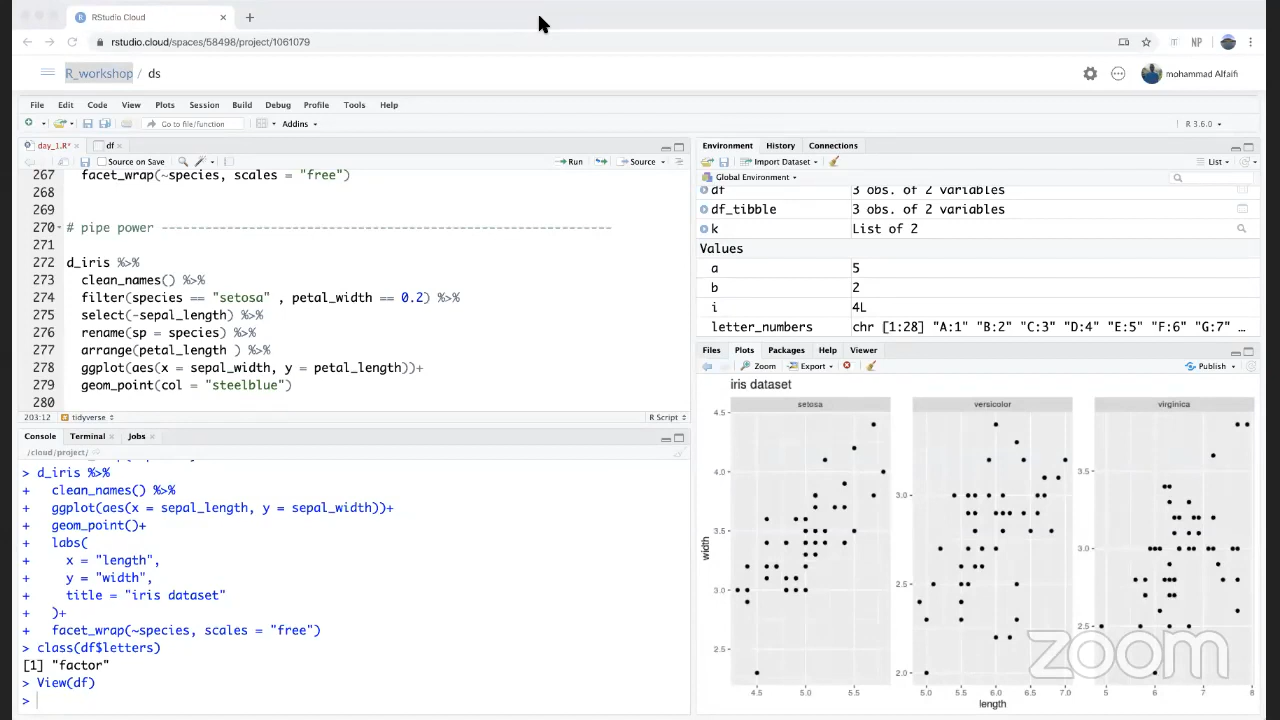 RStudio Cloud
rstudio.cloud/spaces/58498/project/1061079
NP
R_workshop / ds
mohammad Alfaifi
File Edit Code View Plots Session Build Debug Profile Tools Help
Go to file/function
Addins
R 3.6.0
day_1.R*
df
Source on Save
Run
Source
267 facet_wrap(~species, scales = "free")
268
269
270 # pipe power --------------------------------------------------------------
271
272 d_iris %>%
273 clean_names() %>%
274 filter(species == "setosa" , petal_width == 0.2) %>%
275 select(-sepal_length) %>%
276 rename(sp = species) %>%
277 arrange(petal_length ) %>%
278 ggplot(aes(x = sepal_width, y = petal_length))+
279 geom_point(col = "steelblue")
280
203:12 tidyverse
R Script
Console Terminal Jobs
/cloud/project/
> d_iris %>%
+ clean_names() %>%
+ ggplot(aes(x = sepal_length, y = sepal_width))+
+ geom_point()+
+ labs(
+ x = "length",
+ y = "width",
+ title = "iris dataset"
+ )+
+ facet_wrap(~species, scales = "free")
> class(df$letters)
[1] "factor"
> View(df)
>
Environment History Connections
Import Dataset
List
Global Environment
df 3 obs. of 2 variables
df_tibble 3 obs. of 2 variables
k List of 2
Values
a 5
b 2
i 4L
letter_numbers chr [1:28] "A:1" "B:2" "C:3" "D:4" "E:5" "F:6" "G:7" …
Files Plots Packages Help Viewer
Zoom Export
Publish
iris dataset
setosa versicolor virginica
4.5
4.0
3.5
3.0
2.5
3.0
2.5
2.0
3.5
3.0
2.5
2.0
width
4.5 5.0 5.5
5.0 5.5 6.0 6.5 7.0
5 6 7 8
length
zoom